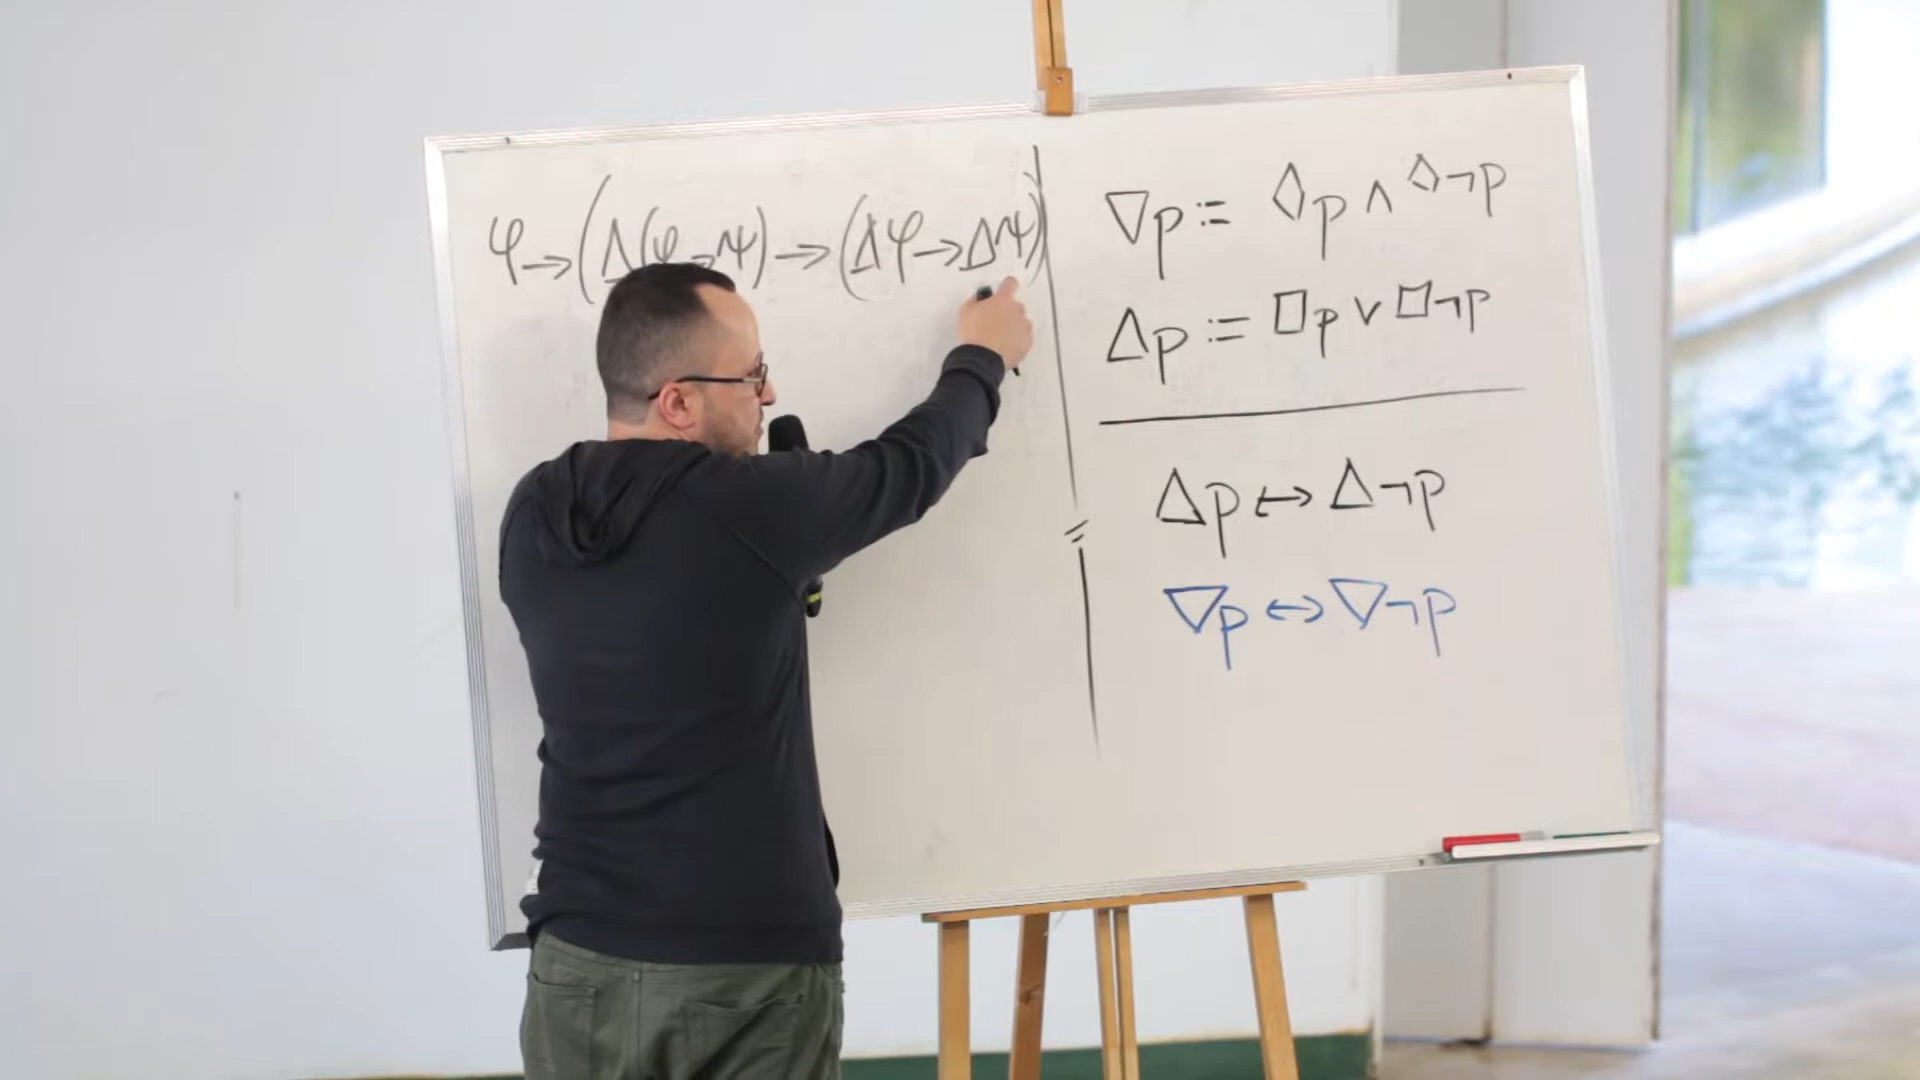 φ→(Δ(φ→ψ)→(Δφ→Δψ))
∇p := ◊p ∧ ◊¬p
Δp := □p ∨ □¬p
Δp ↔ Δ¬p
∇p ↔ ∇¬p